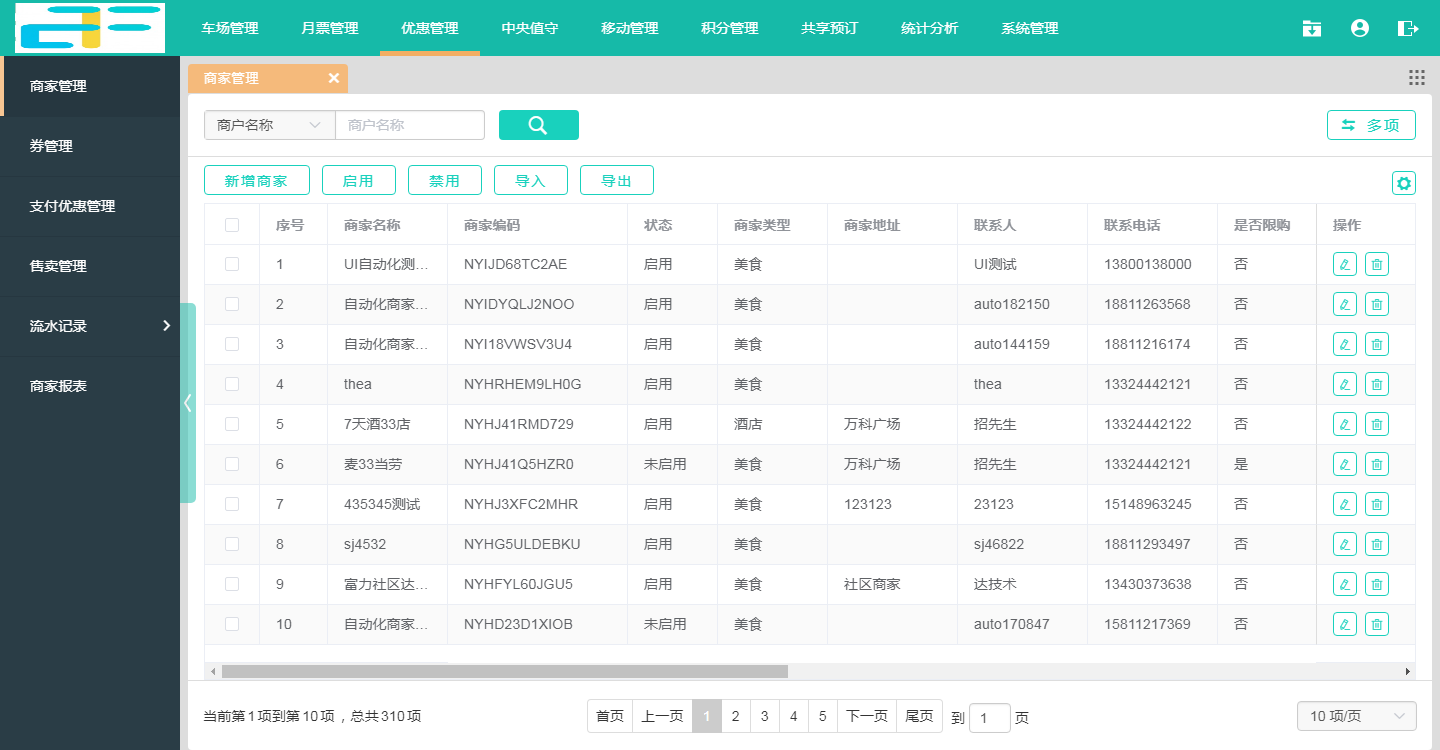 车场管理 月票管理 优惠管理 中央值守 移动管理 积分管理 共享预订 统计分析 系统管理
商家管理
券管理
支付优惠管理
售卖管理
流水记录
商家报表
商家管理
商户名称 商户名称 多项
新增商家 启用 禁用 导入 导出
序号 商家名称 商家编码 状态 商家类型 商家地址 联系人 联系电话 是否限购 操作
1 UI自动化测... NYIJD68TC2AE 启用 美食 UI测试 13800138000 否
2 自动化商家... NYIDYQLJ2NOO 启用 美食 auto182150 18811263568 否
3 自动化商家... NYI18VWSV3U4 启用 美食 auto144159 18811216174 否
4 thea NYHRHEM9LH0G 启用 美食 thea 13324442121 否
5 7天酒33店 NYHJ41RMD729 启用 酒店 万科广场 招先生 13324442122 否
6 麦33当劳 NYHJ41Q5HZR0 未启用 美食 万科广场 招先生 13324442121 是
7 435345测试 NYHJ3XFC2MHR 启用 美食 123123 23123 15148963245 否
8 sj4532 NYHG5ULDEBKU 启用 美食 sj46822 18811293497 否
9 富力社区达... NYHFYL60JGU5 启用 美食 社区商家 达技术 13430373638 否
10 自动化商家... NYHD23D1XIOB 未启用 美食 auto170847 15811217369 否
当前第1项到第10项，总共310项 首页 上一页 1 2 3 4 5 下一页 尾页 到 1 页 10 项/页